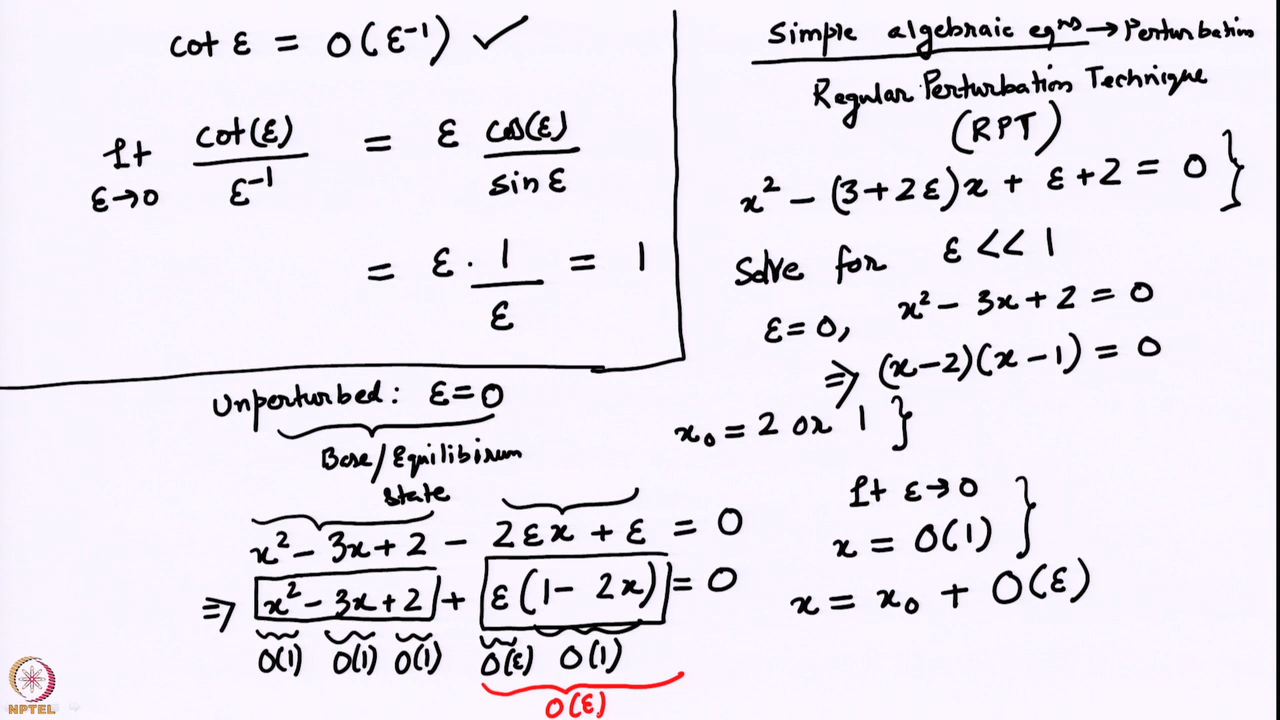 cot ε = O(ε⁻¹) ✓
Lt ε→0 cot(ε)/ε⁻¹ = ε cos(ε)/sin ε
= ε · 1/ε = 1
Simple algebraic eqⁿˢ → Perturbation
Regular Perturbation Technique
(RPT)
x² − (3+2ε)x + ε+2 = 0 }
Solve for ε << 1
ε=0, x² − 3x + 2 = 0
⇒ (x−2)(x−1) = 0
x₀ = 2 or 1 }
Lt ε→0
x = O(1) }
x = x₀ + O(ε)
Unperturbed: ε=0
Base/Equilibirum
state
x² − 3x + 2 − 2εx + ε = 0
⇒ x² − 3x + 2 + ε(1 − 2x) = 0
O(1) O(1) O(1) O(ε) O(1)
O(ε)
NPTEL